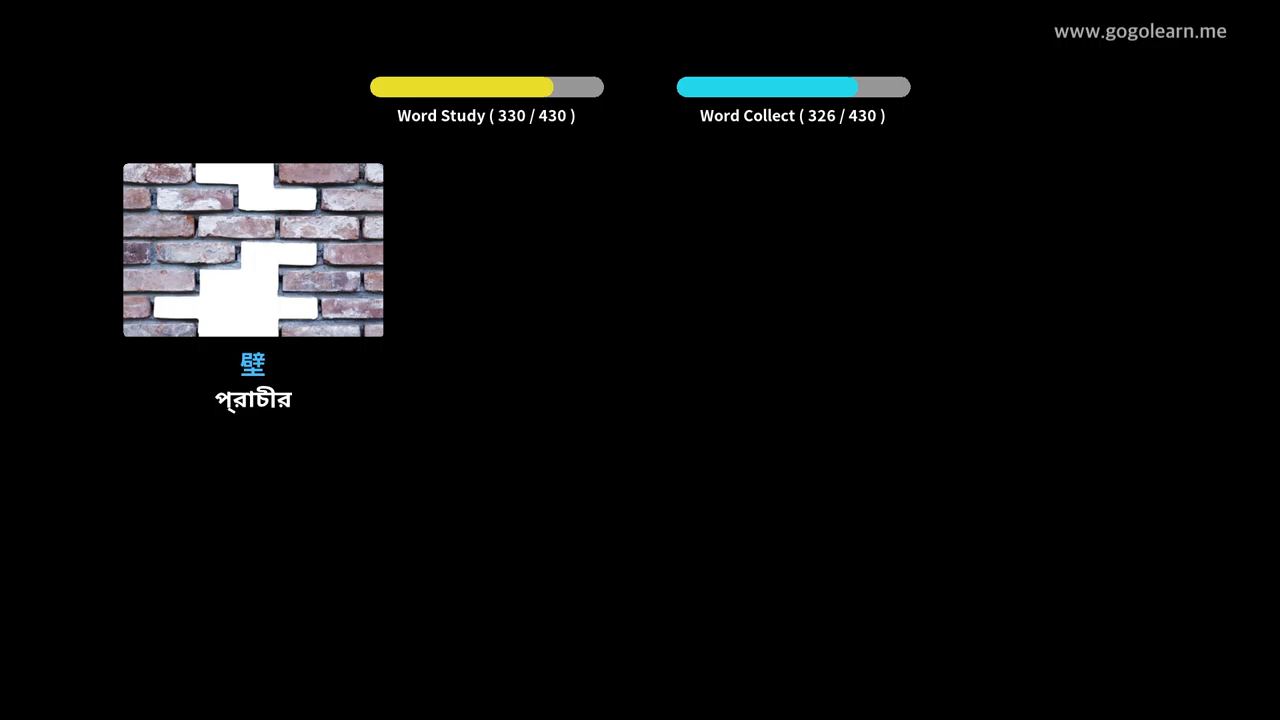 www.gogolearn.me
Word Study ( 330 / 430 )
Word Collect ( 326 / 430 )
壁
প্রাচীর